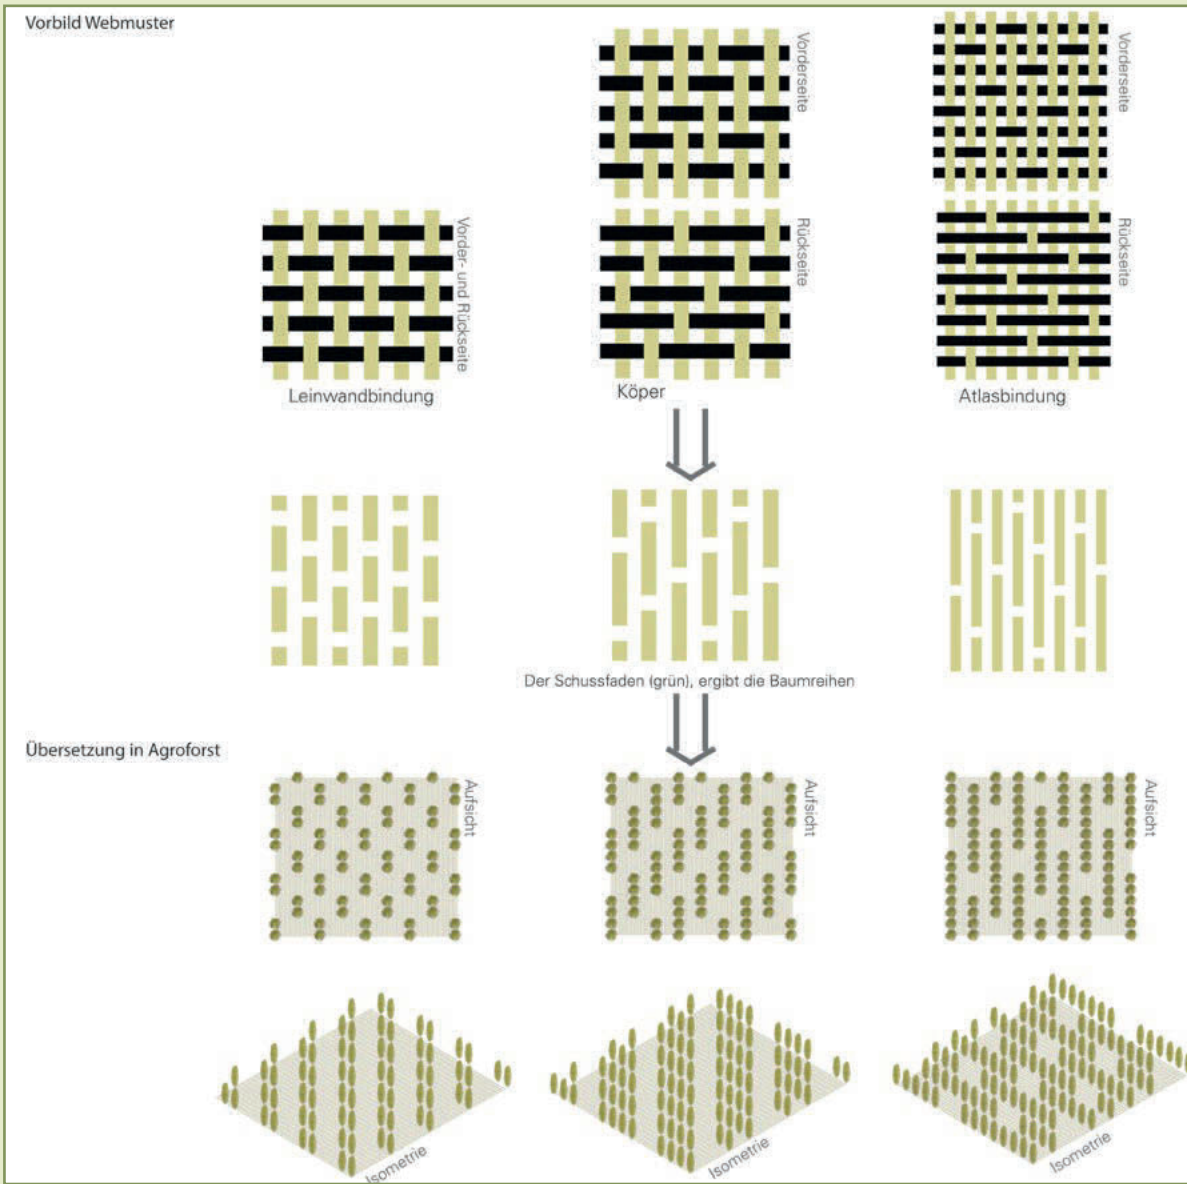 Vorbild Webmuster
Vorderseite
Vorderseite
Vorder- und Rückseite
Rückseite
Rückseite
Leinwandbindung
Köper
Atlasbindung
Der Schussfaden (grün), ergibt die Baumreihen
Übersetzung in Agroforst
Aufsicht
Aufsicht
Aufsicht
Isometrie
Isometrie
Isometrie